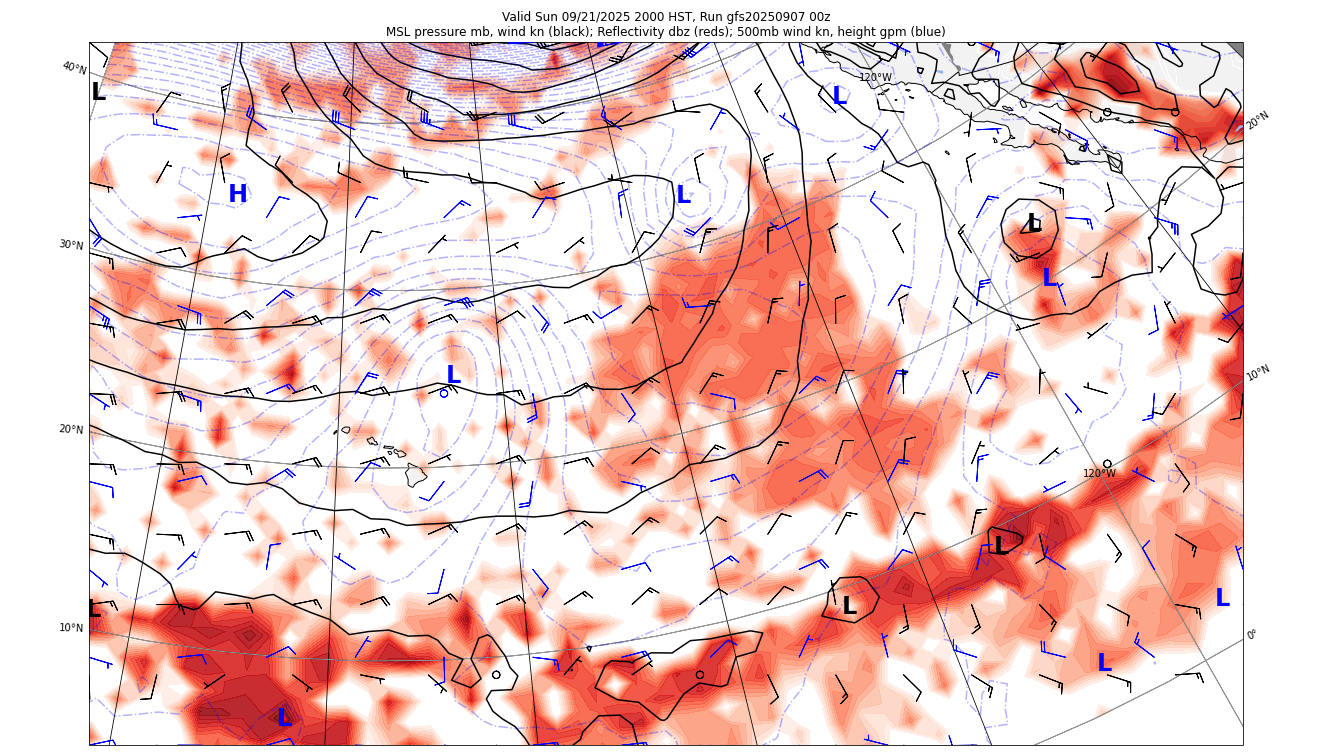 Valid Sun 09/21/2025 2000 HST, Run gfs20250907 00z
MSL pressure mb, wind kn (black); Reflectivity dbz (reds); 500mb wind kn, height gpm (blue)
40°N
120°W
L
L
20°N
H
L
L
30°N
L
10°N
L
20°N
120°W
L
L
L
L
10°N
0°
L
L